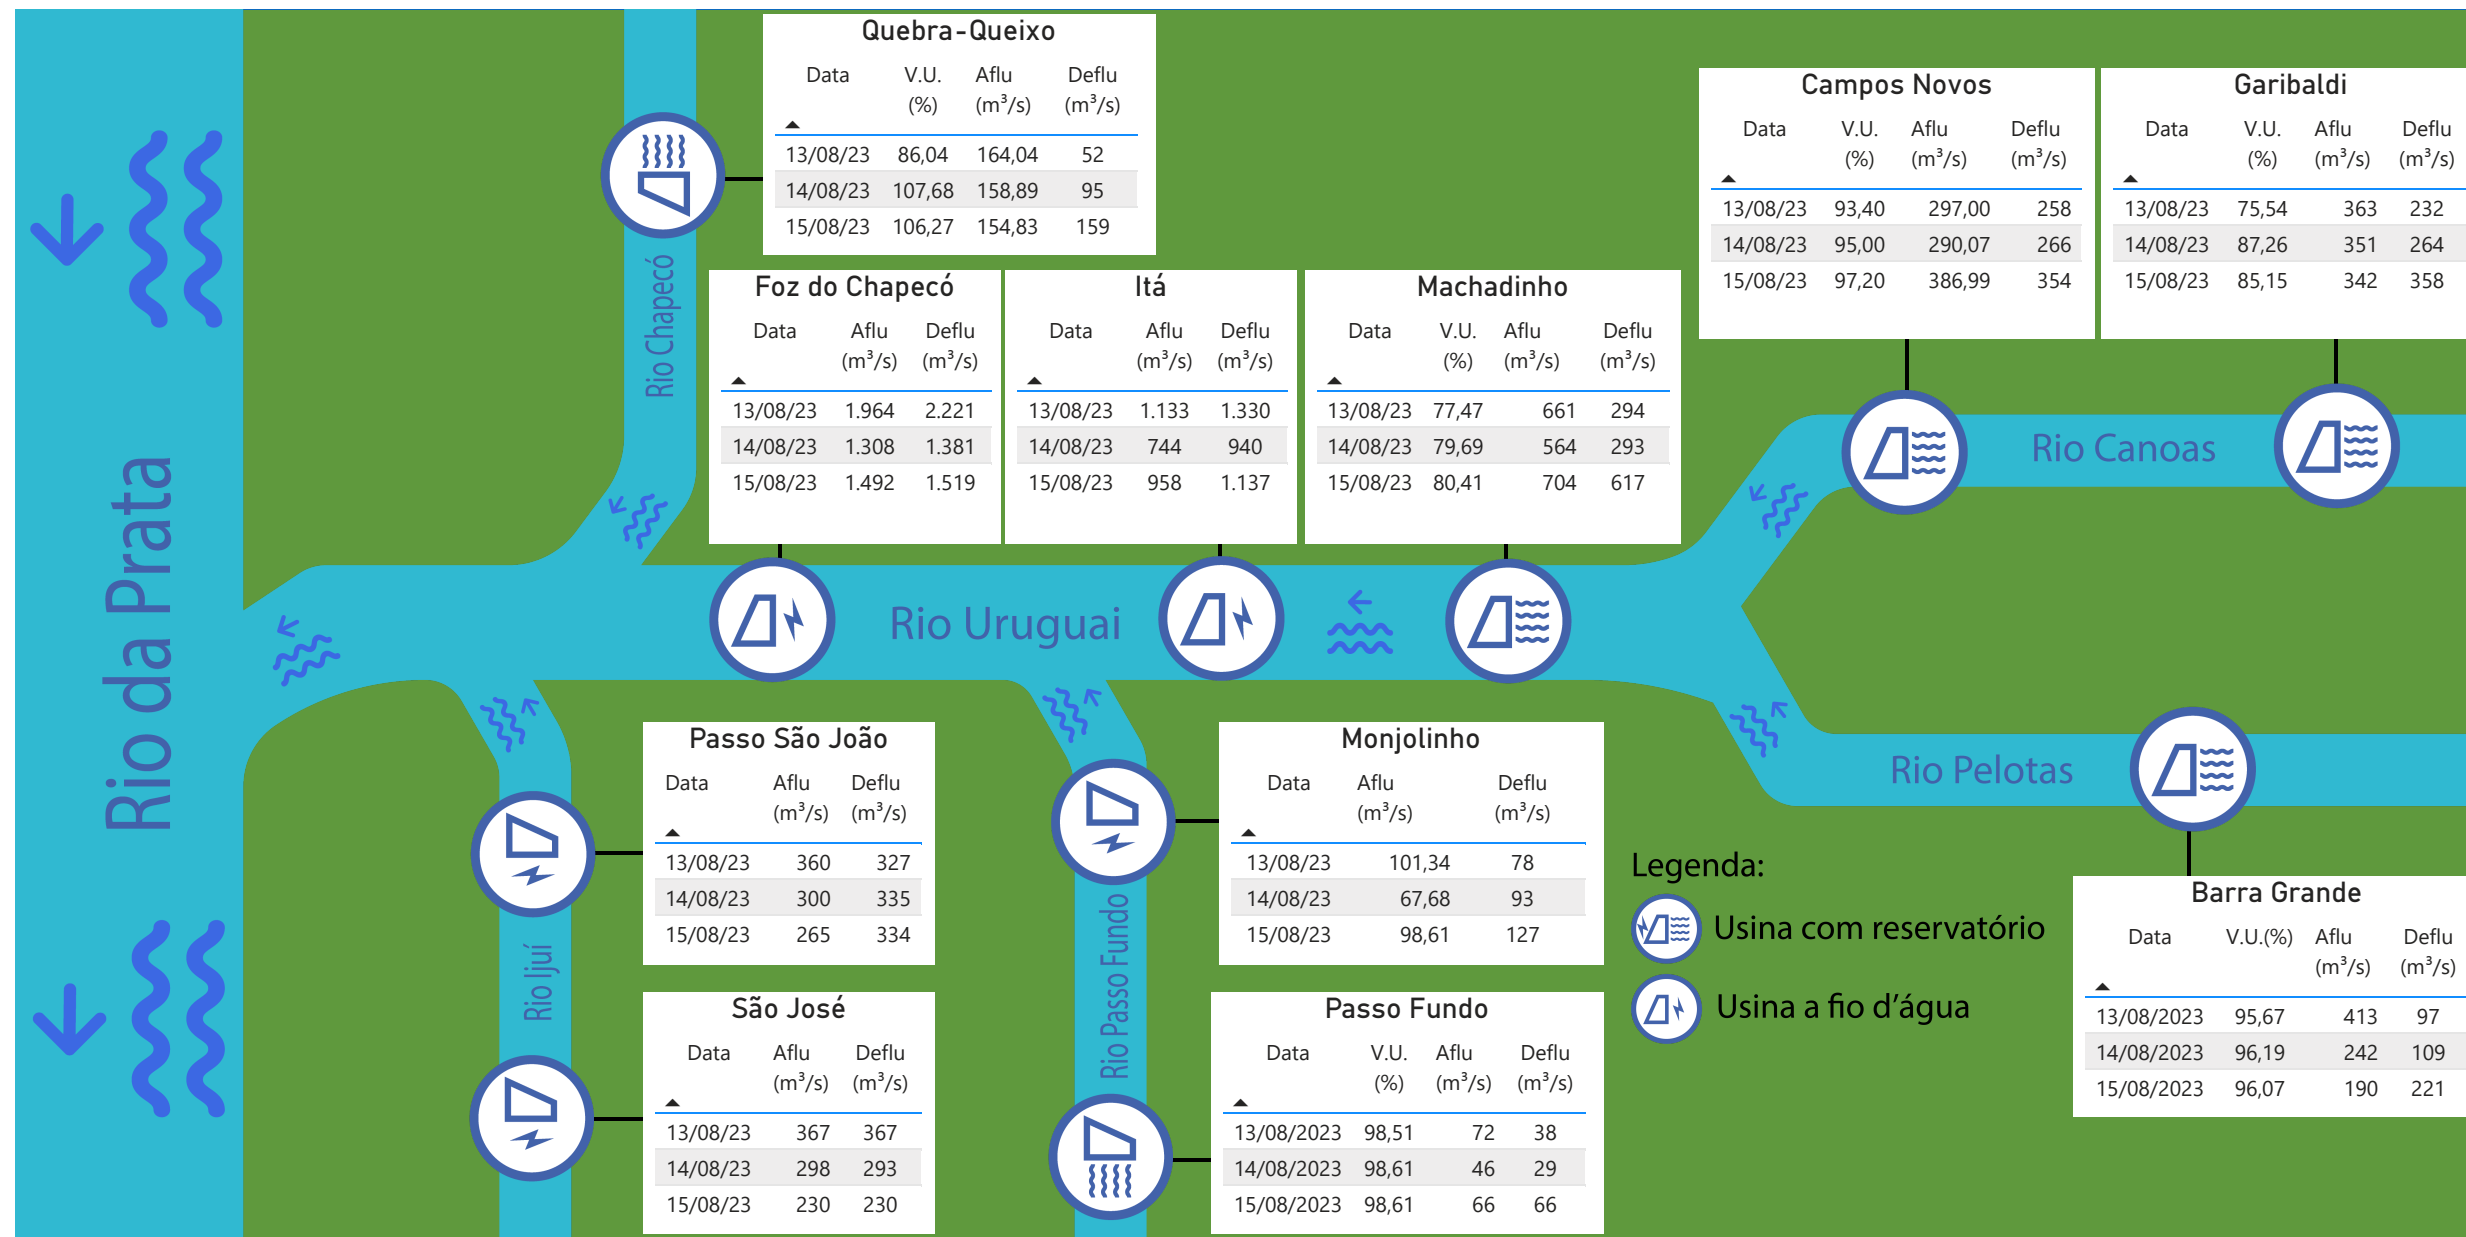 Quebra-Queixo
Data V.U. (%) Aflu (m³/s) Deflu (m³/s)
13/08/23 86,04 164,04 52
14/08/23 107,68 158,89 95
15/08/23 106,27 154,83 159
Campos Novos
Data V.U. (%) Aflu (m³/s) Deflu (m³/s)
13/08/23 93,40 297,00 258
14/08/23 95,00 290,07 266
15/08/23 97,20 386,99 354
Garibaldi
Data V.U. (%) Aflu (m³/s) Deflu (m³/s)
13/08/23 75,54 363 232
14/08/23 87,26 351 264
15/08/23 85,15 342 358
Rio Chapecó
Foz do Chapecó
Data Aflu (m³/s) Deflu (m³/s)
13/08/23 1.964 2.221
14/08/23 1.308 1.381
15/08/23 1.492 1.519
Itá
Data Aflu (m³/s) Deflu (m³/s)
13/08/23 1.133 1.330
14/08/23 744 940
15/08/23 958 1.137
Machadinho
Data V.U. (%) Aflu (m³/s) Deflu (m³/s)
13/08/23 77,47 661 294
14/08/23 79,69 564 293
15/08/23 80,41 704 617
Rio Canoas
Rio da Prata
Rio Uruguai
Rio Pelotas
Passo São João
Data Aflu (m³/s) Deflu (m³/s)
13/08/23 360 327
14/08/23 300 335
15/08/23 265 334
Monjolinho
Data Aflu (m³/s) Deflu (m³/s)
13/08/23 101,34 78
14/08/23 67,68 93
15/08/23 98,61 127
Legenda:
Usina com reservatório
Usina a fio d'água
Barra Grande
Data V.U.(%) Aflu (m³/s) Deflu (m³/s)
13/08/2023 95,67 413 97
14/08/2023 96,19 242 109
15/08/2023 96,07 190 221
Rio Ijuí
Rio Passo Fundo
São José
Data Aflu (m³/s) Deflu (m³/s)
13/08/23 367 367
14/08/23 298 293
15/08/23 230 230
Passo Fundo
Data V.U. (%) Aflu (m³/s) Deflu (m³/s)
13/08/2023 98,51 72 38
14/08/2023 98,61 46 29
15/08/2023 98,61 66 66